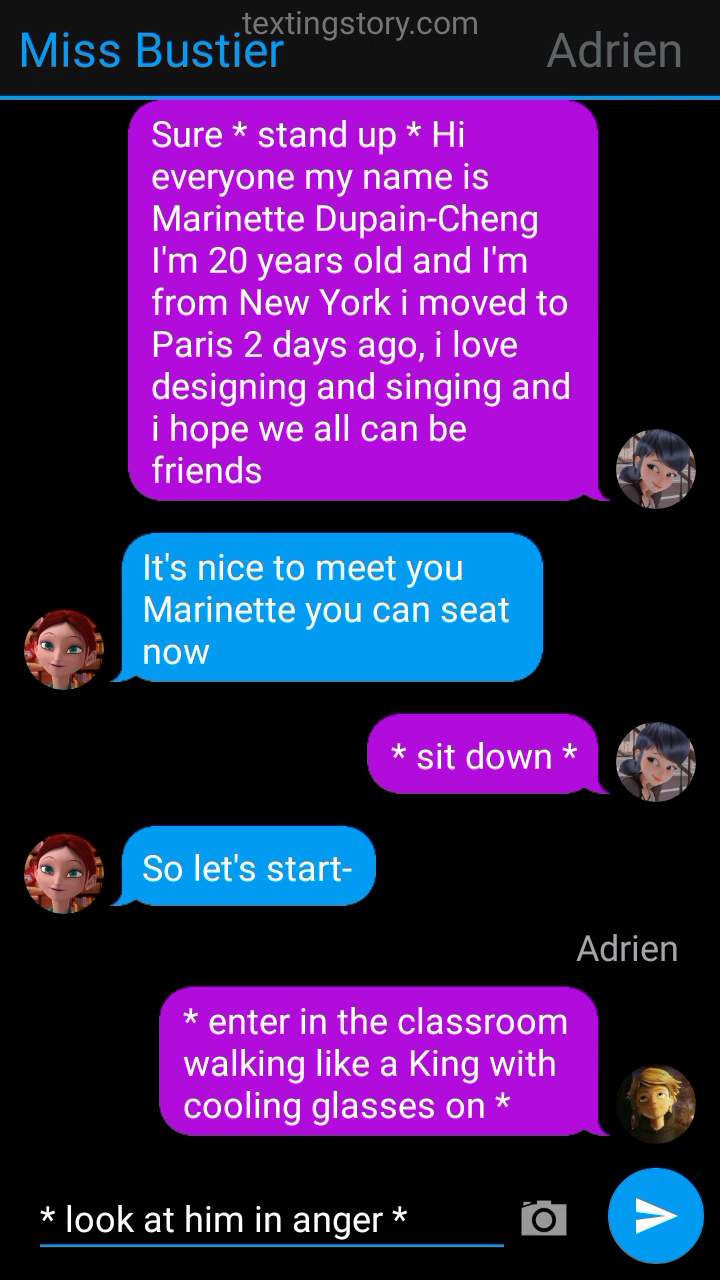 textingstory.com
Miss Bustier
Adrien
Sure * stand up * Hi
everyone my name is
Marinette Dupain-Cheng
I'm 20 years old and I'm
from New York i moved to
Paris 2 days ago, i love
designing and singing and
i hope we all can be
friends
It's nice to meet you
Marinette you can seat
now
* sit down *
So let's start-
Adrien
* enter in the classroom
walking like a King with
cooling glasses on *
* look at him in anger *